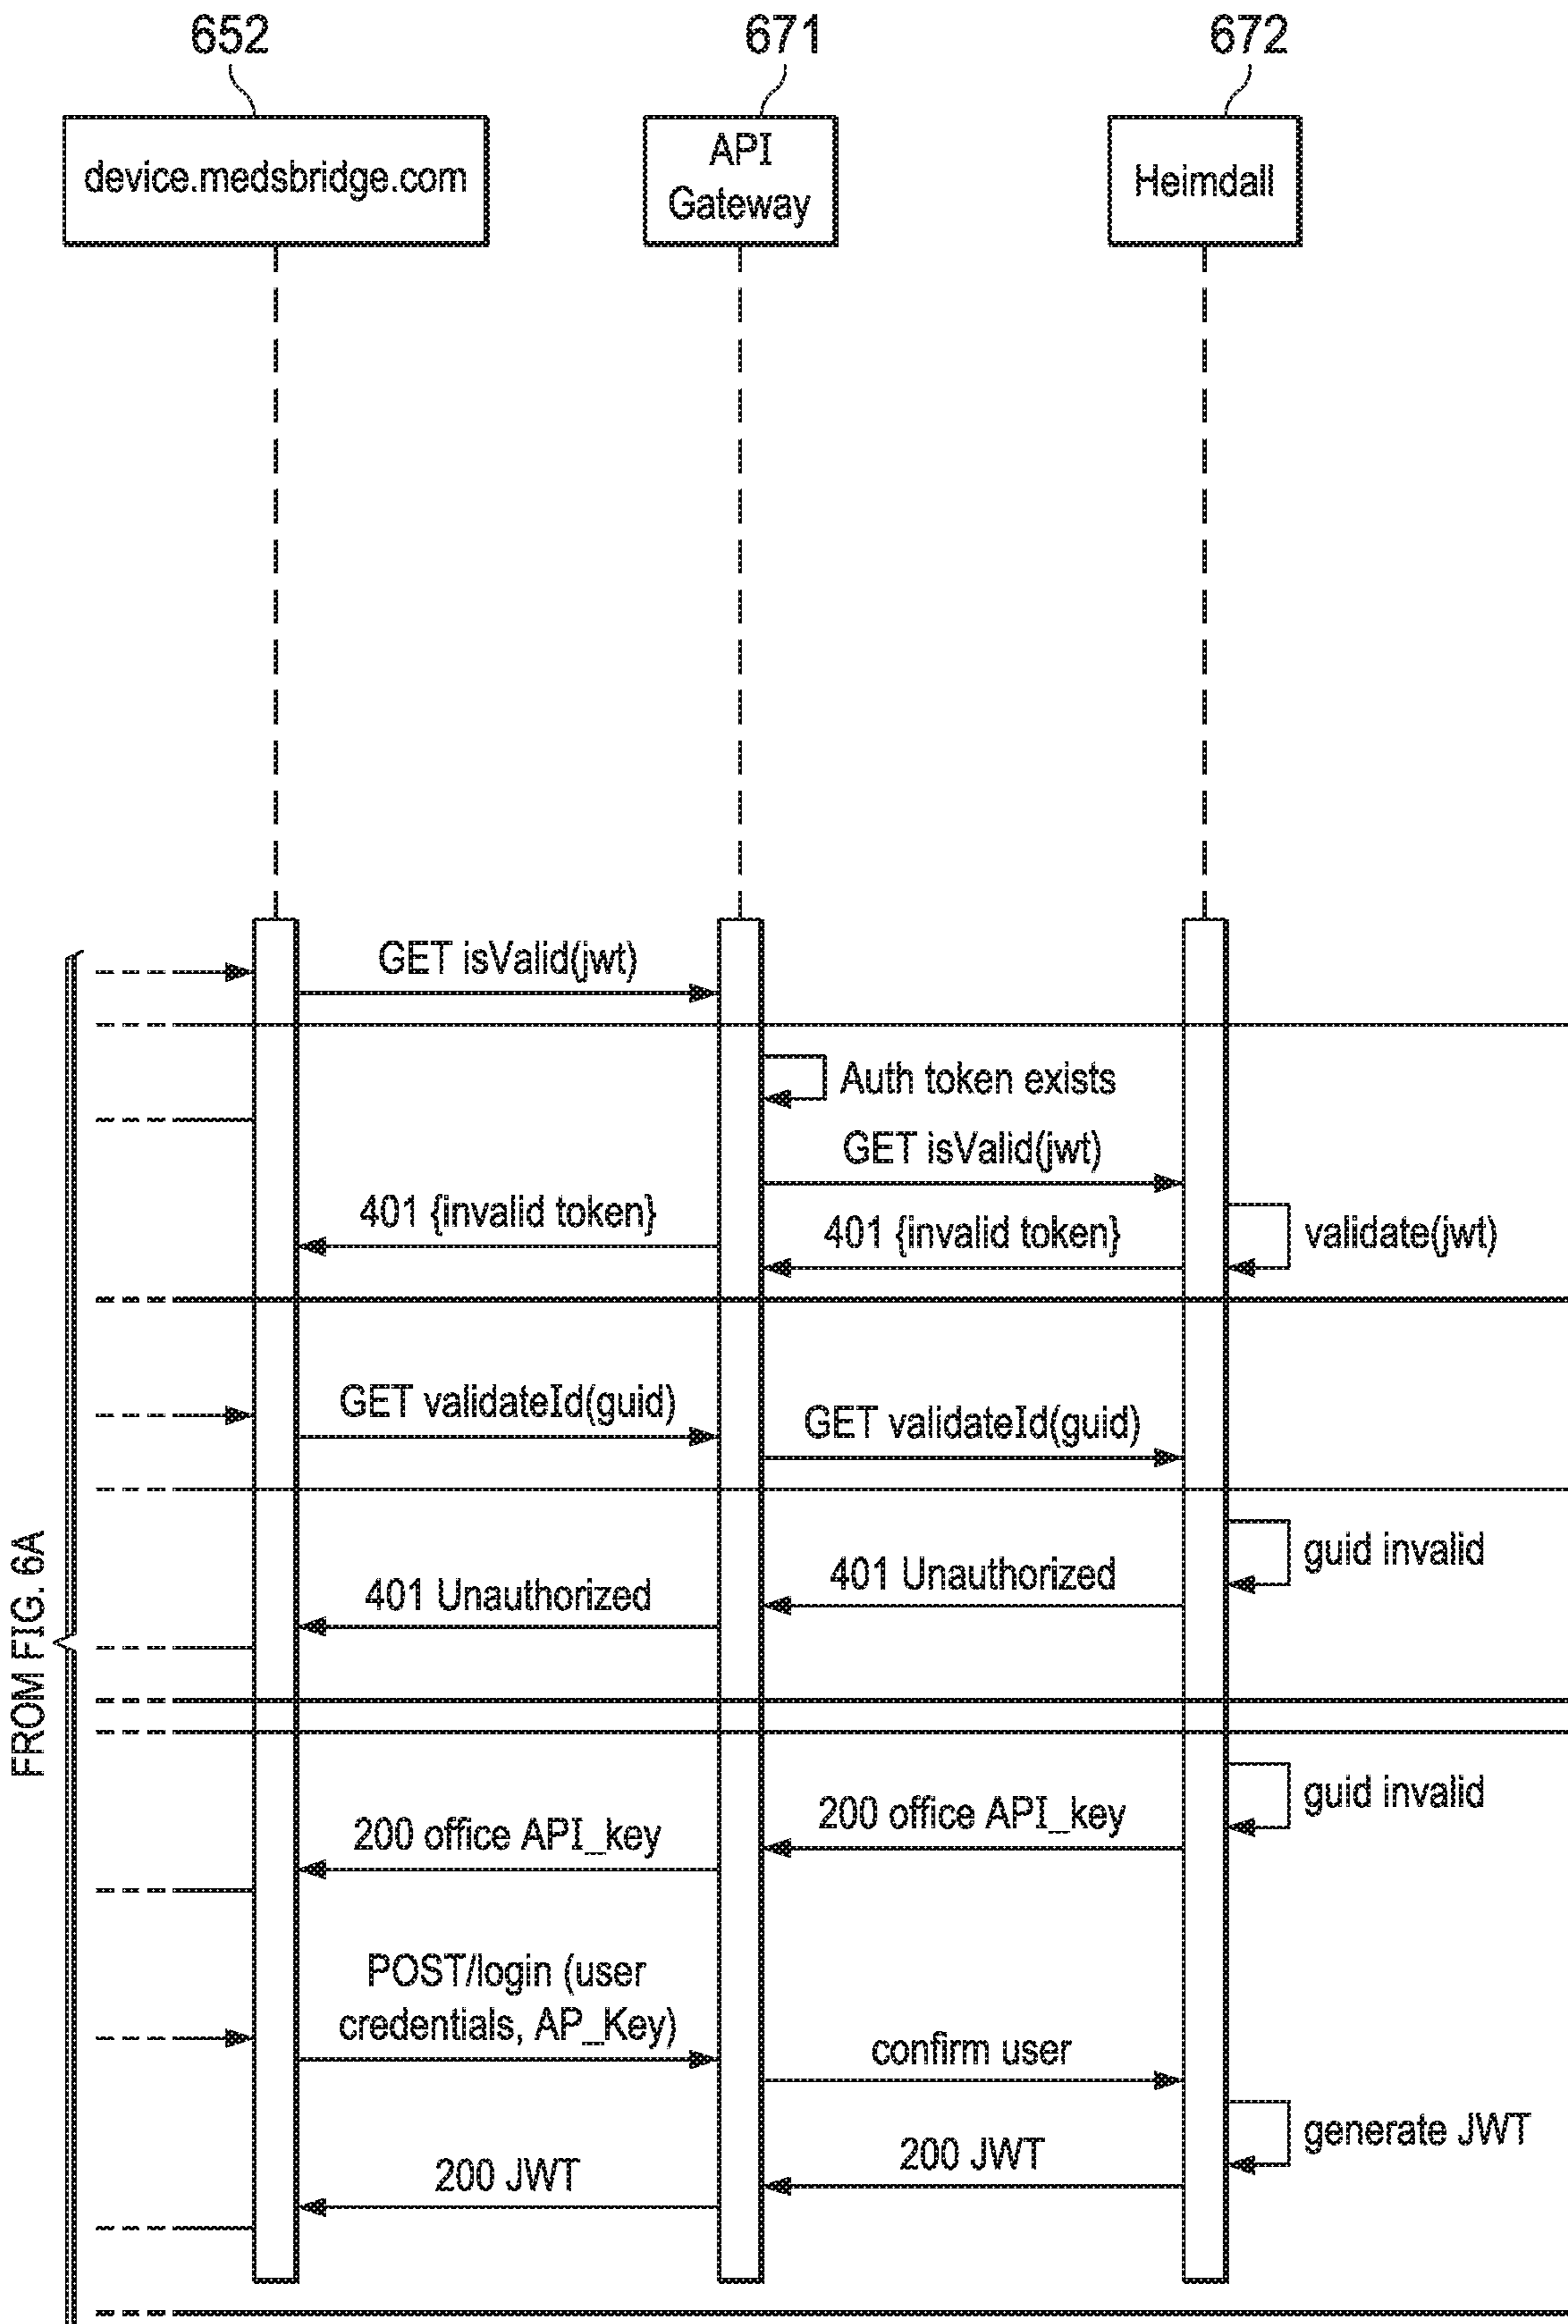 652
671
672
device.medsbridge.com
API
Gateway
Heimdall
GET isValid(jwt)
Auth token exists
GET isValid(jwt)
401 {invalid token}
401 {invalid token}
validate(jwt)
GET validateId(guid)
GET validateId(guid)
FROM FIG. 6A
guid invalid
401 Unauthorized
401 Unauthorized
guid invalid
200 office API_key
200 office API_key
POST/login (user
credentials, AP_Key)
confirm user
generate JWT
200 JWT
200 JWT